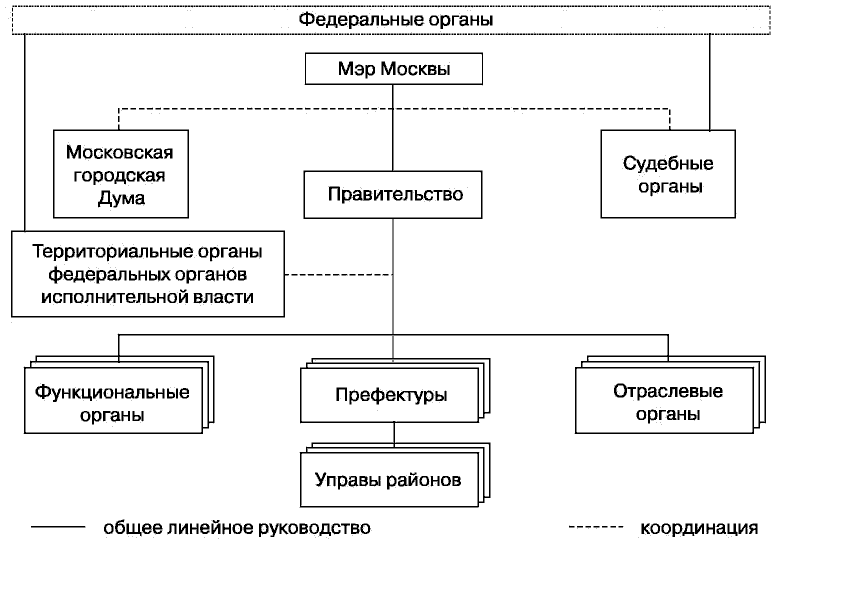 Федеральные органы
Мэр Москвы
Московская
городская
Дума
Правительство
Судебные
органы
Территориальные органы
федеральных органов
исполнительной власти
Функциональные
органы
Префектуры
Отраслевые
органы
Управы районов
общее линейное руководство
координация